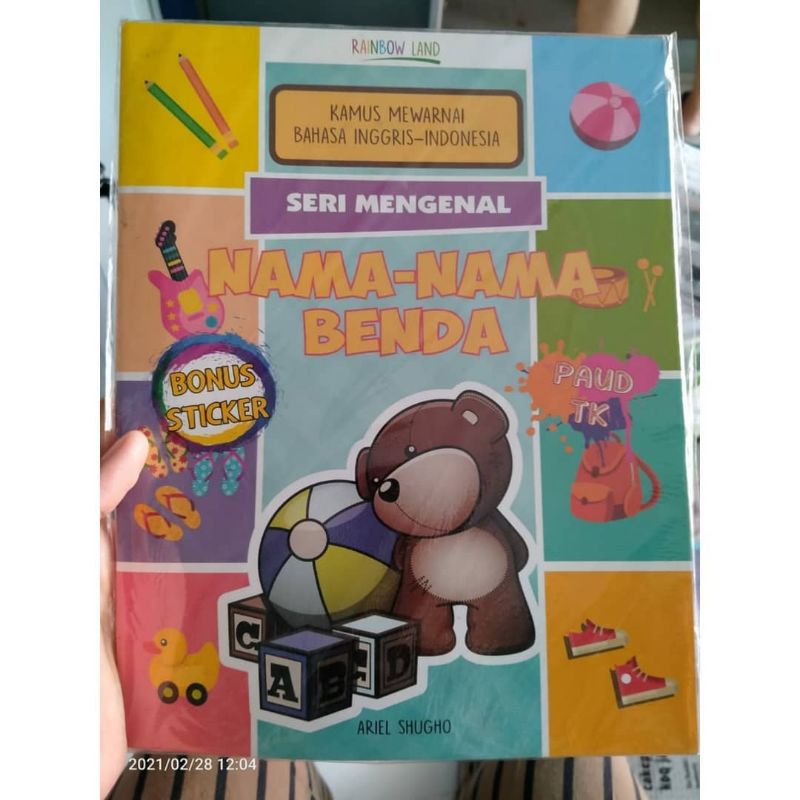 RAINBOW LAND
KAMUS MEWARNAI
BAHASA INGGRIS–INDONESIA
SERI MENGENAL
NAMA-NAMA
BENDA
BONUS
STICKER
PAUD
TK
C
A B C D
ARIEL SHUGHO
2021/02/28 12:04